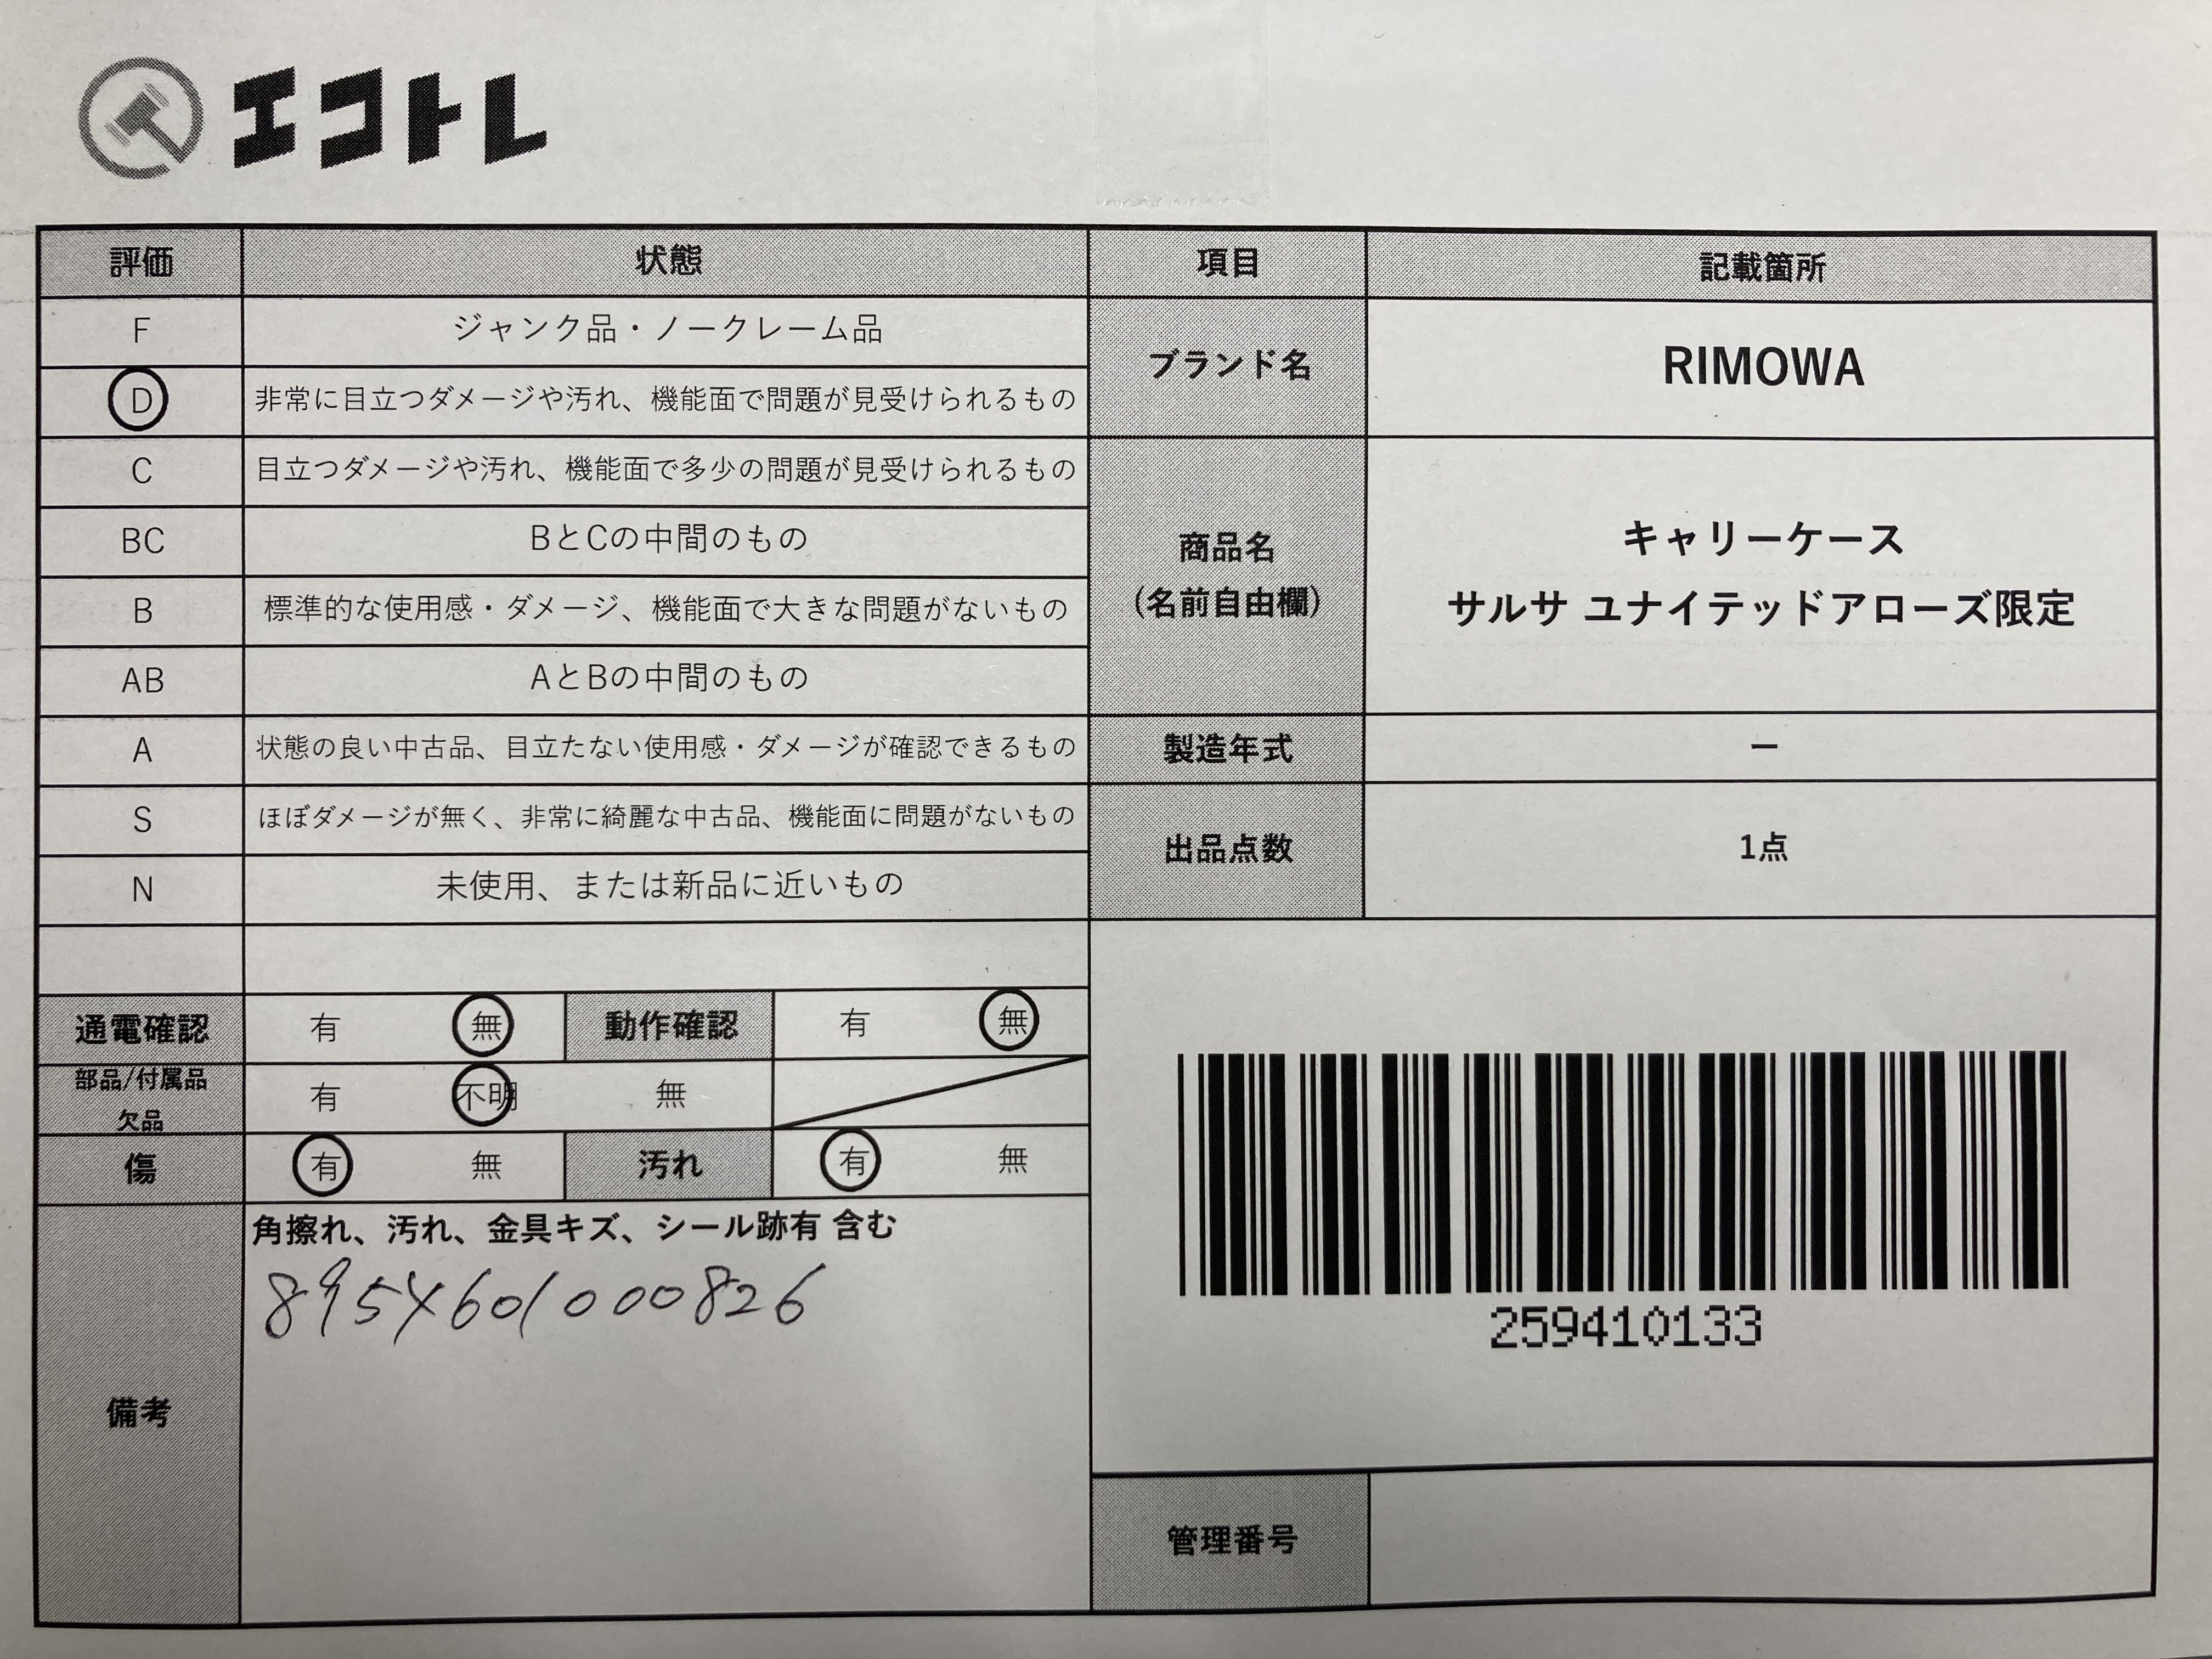 エコトレ
評価 状態 項目 記載箇所
F ジャンク品・ノークレーム品
D 非常に目立つダメージや汚れ、機能面で問題が見受けられるもの
C 目立つダメージや汚れ、機能面で多少の問題が見受けられるもの
BC BとCの中間のもの
B 標準的な使用感・ダメージ、機能面で大きな問題がないもの
AB AとBの中間のもの
A 状態の良い中古品、目立たない使用感・ダメージが確認できるもの
S ほぼダメージが無く、非常に綺麗な中古品、機能面に問題がないもの
N 未使用、または新品に近いもの
ブランド名 RIMOWA
商品名
(名前自由欄)
キャリーケース
サルサ ユナイテッドアローズ限定
製造年式 ー
出品点数 1点
通電確認 有 無 動作確認 有 無
部品/付属品
欠品
有 不明 無
傷 有 無 汚れ 有 無
備考
角擦れ、汚れ、金具キズ、シール跡有 含む
8954601000826
259410133
管理番号